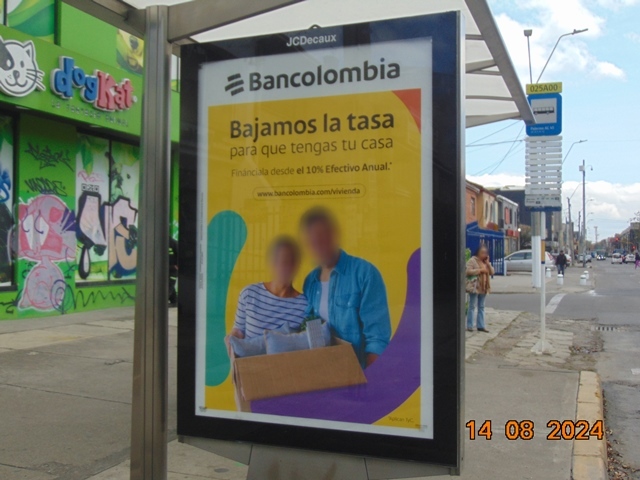 JCDecaux
Bancolombia
Bajamos la tasa
para que tengas tu casa
Fináncíala desde el 10% Efectivo Anual.*
www.bancolombia.com/vivienda
dogKat
025A00
14 08 2024